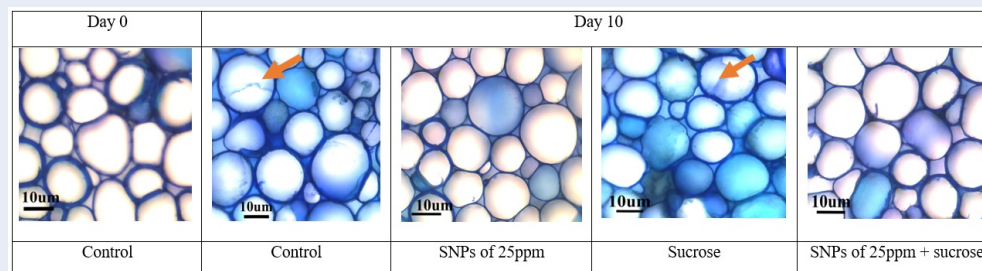 Day 0
Day 10
10um
10um
10um
10um
10um
Control
Control
SNPs of 25ppm
Sucrose
SNPs of 25ppm + sucrose